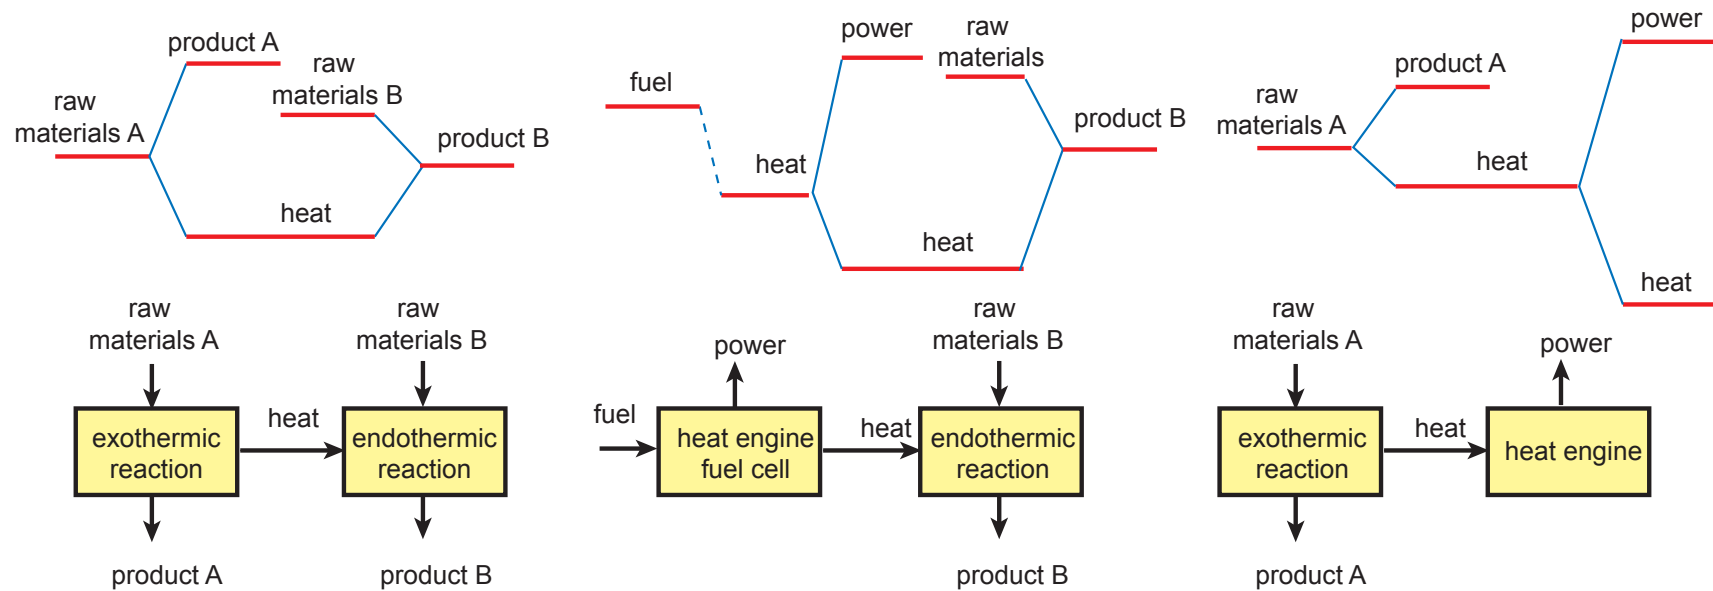 product A
raw
materials B
raw
materials A
product B
heat
raw
materials A
raw
materials B
heat
exothermic
reaction
endothermic
reaction
product A
product B
power
raw
materials
fuel
product B
heat
heat
raw
materials B
power
fuel
heat
heat engine
fuel cell
endothermic
reaction
product B
power
product A
raw
materials A
heat
heat
raw
materials A
power
heat
exothermic
reaction
heat engine
product A